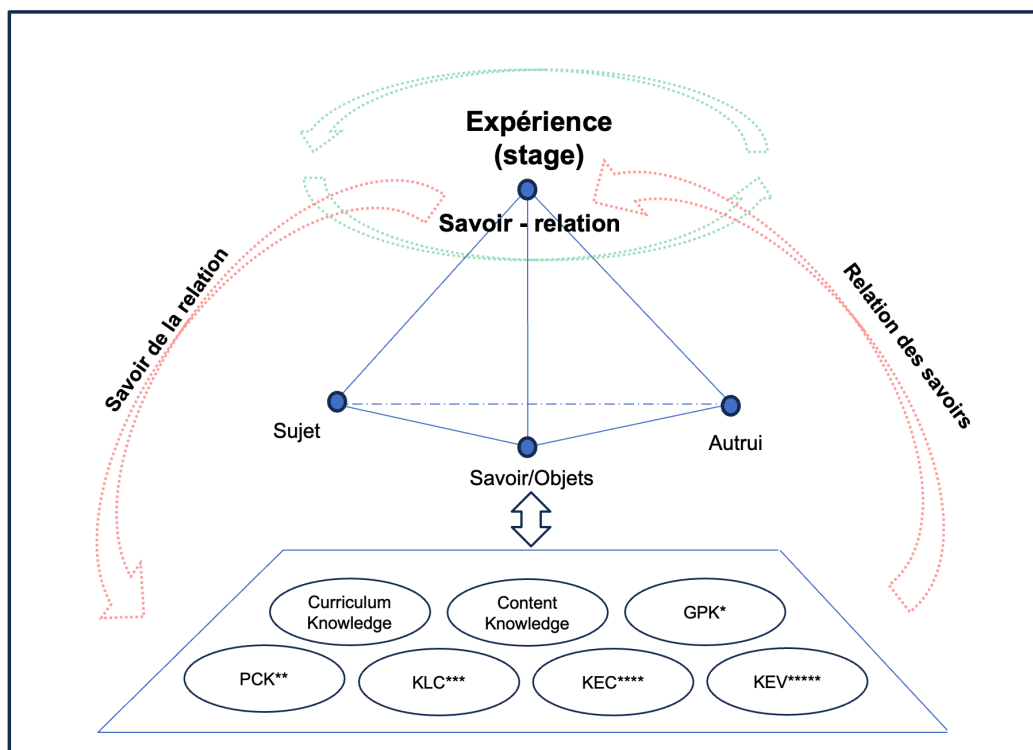 Expérience
(stage)
Savoir - relation
Savoir de la relation
Relation des savoirs
Sujet
Autrui
Savoir/Objets
Curriculum
Knowledge
Content
Knowledge
GPK*
PCK**
KLC***
KEC****
KEV*****